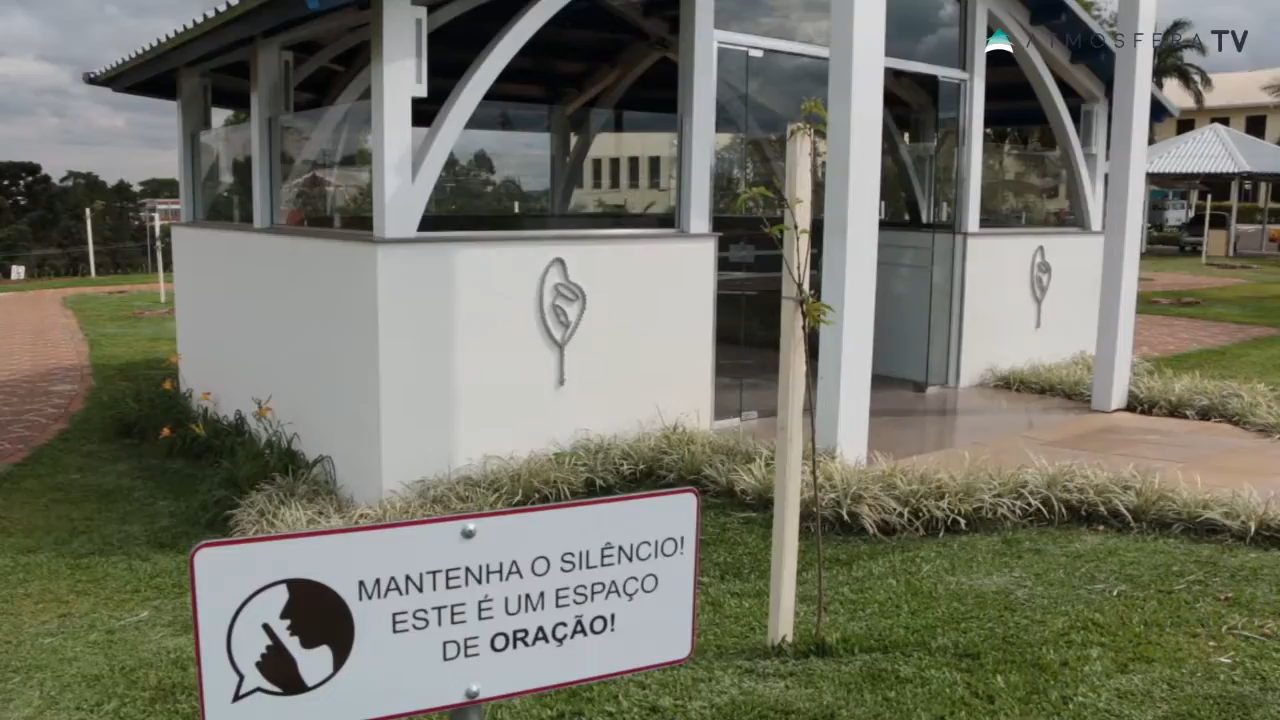 ATMOSFERA TV
MANTENHA O SILÊNCIO!
ESTE É UM ESPAÇO
DE ORAÇÃO!